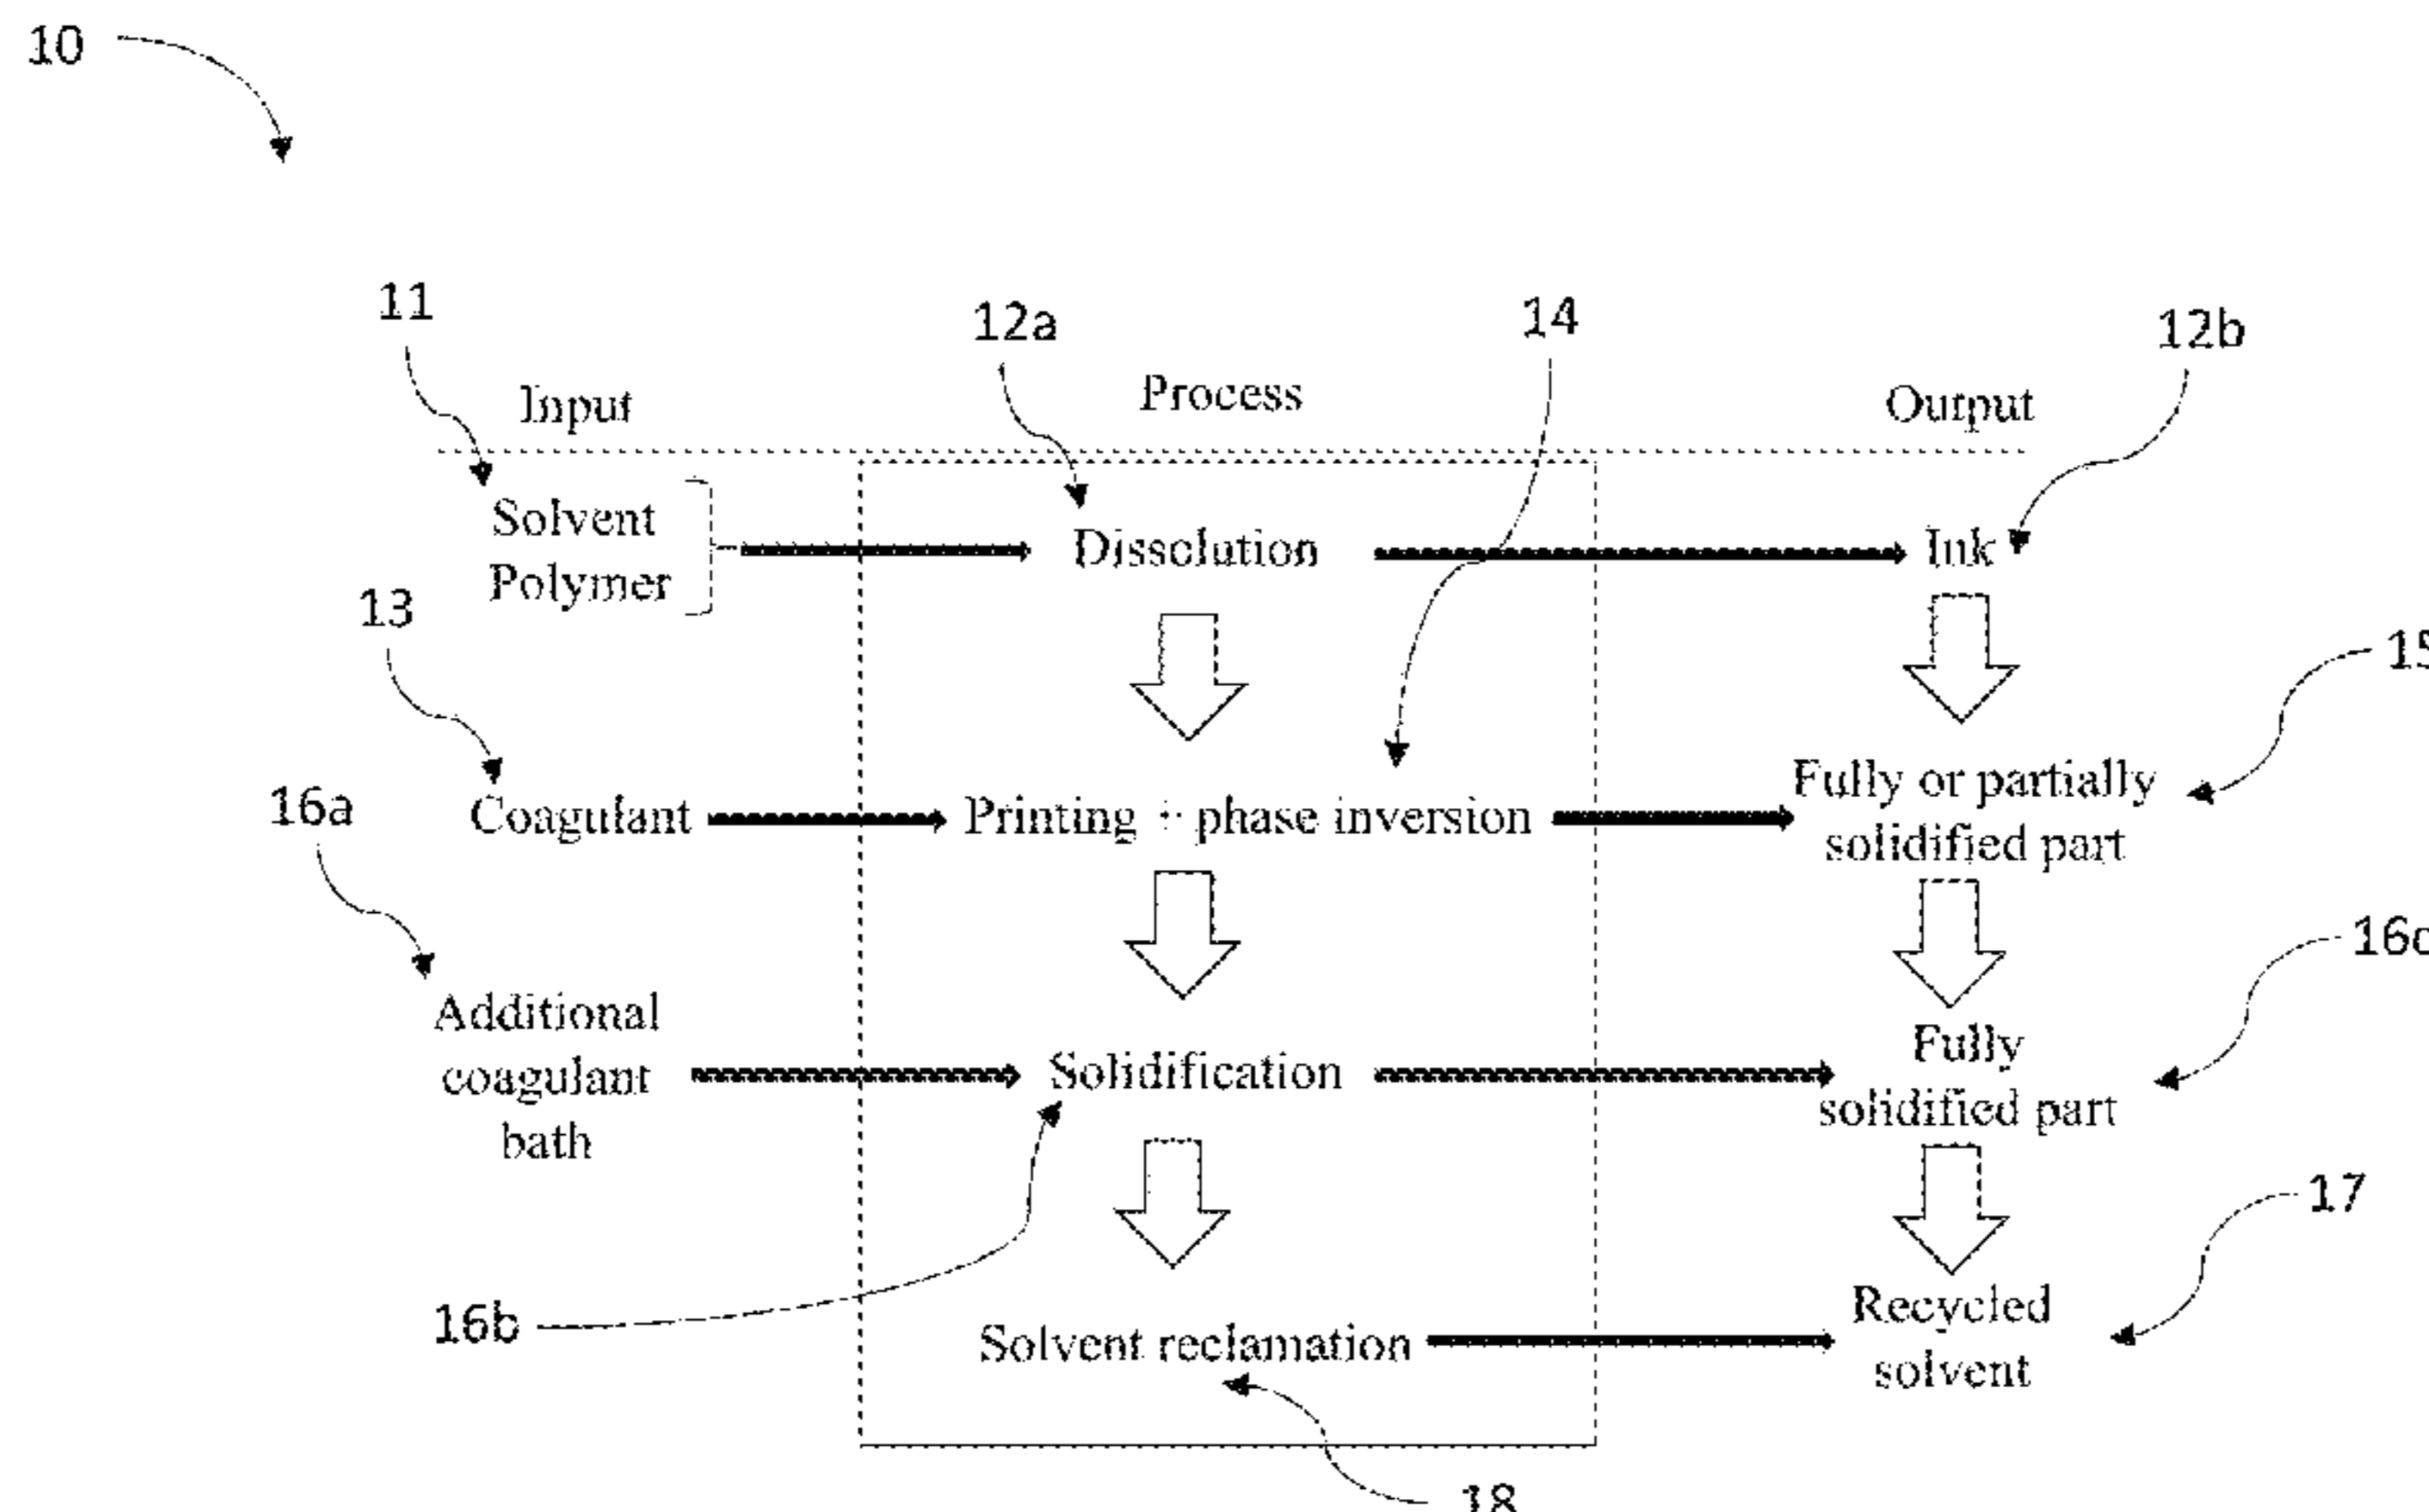 10
11
12a
14
12b
Input
Process
Output
Solvent
Polymer
Dissolution
Ink
13
15
Coagulant
Printing + phase inversion
Fully or partially
solidified part
16a
16c
Additional
coagulant
bath
Solidification
Fully
solidified part
17
16b
Solvent reclamation
Recycled
solvent
18